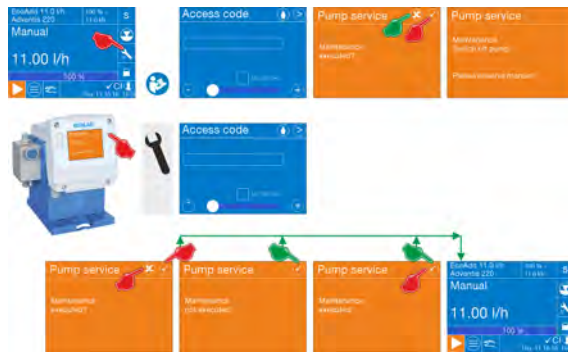 EcoAdd 11.0 l/h
Advantis 220
100 % -
11.0 l/h
S
Manual
11.00 l/h
100 %
Access code
Pump service
Maintenance
executed?
Pump service
Maintenance
Switch off pump.
Please observe manual!
ECOLAB
Access code
Pump service
Maintenance
executed?
Pump service
Maintenance
not executed!
Pump service
Maintenance
executed!
EcoAdd 11.0 l/h
Advantis 220
S
Manual
11.00 l/h
100 %